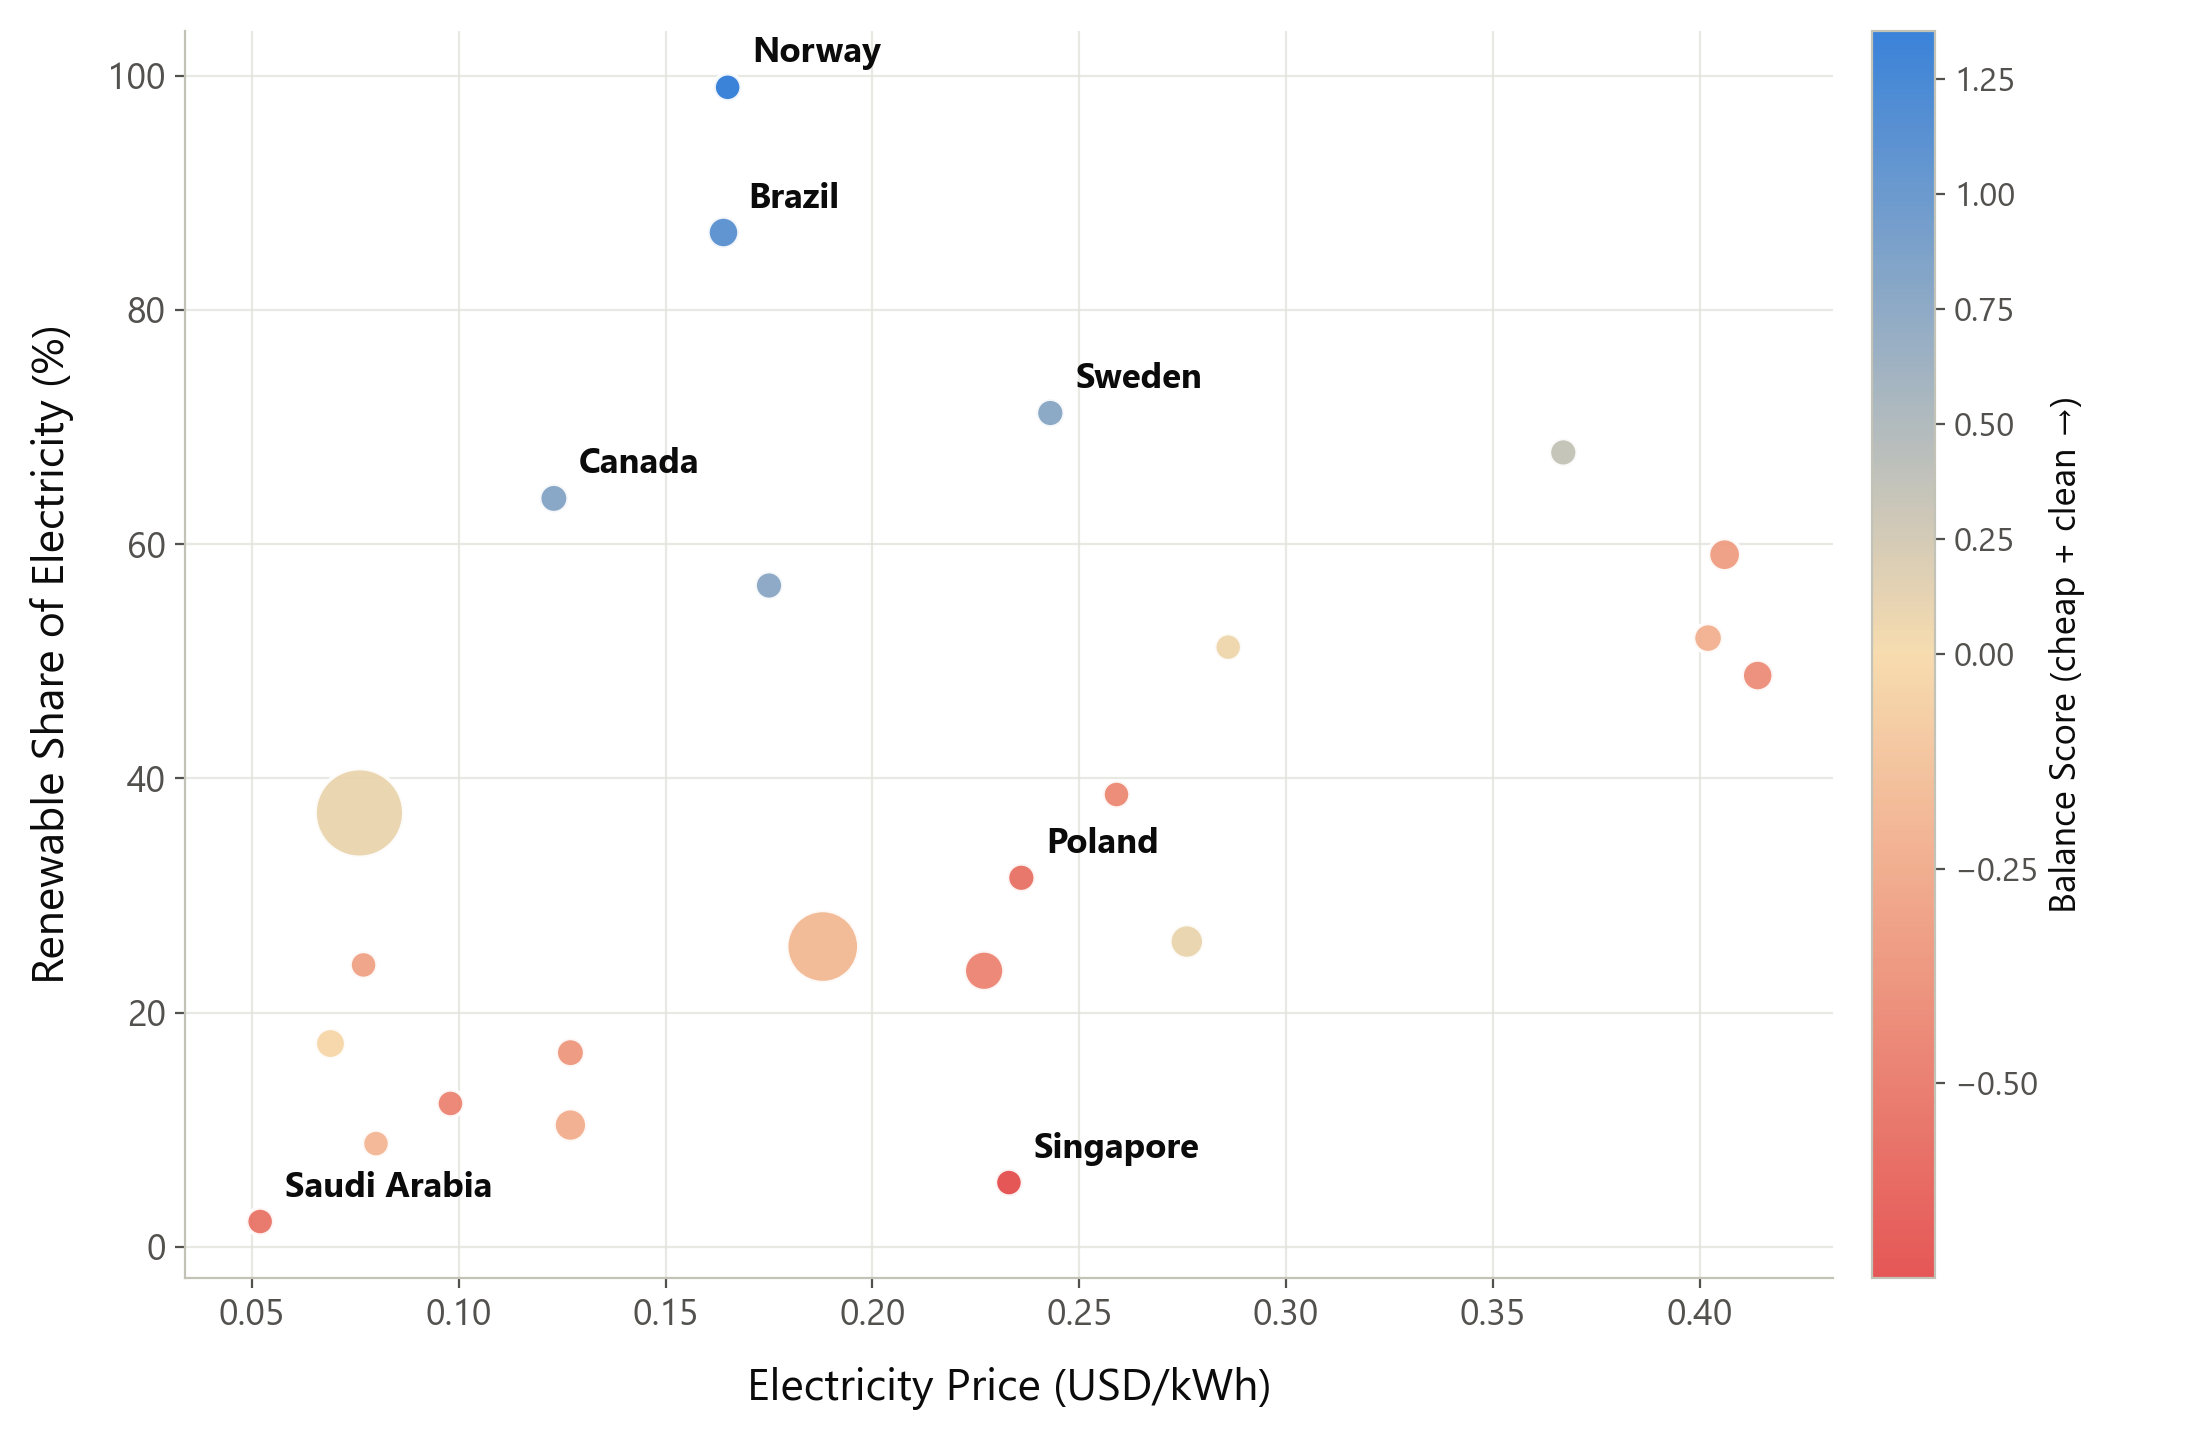 Norway
Brazil
Sweden
Canada
Poland
Singapore
Saudi Arabia
100
80
60
40
20
0
Renewable Share of Electricity (%)
0.05
0.10
0.15
0.20
0.25
0.30
0.35
0.40
Electricity Price (USD/kWh)
1.25
1.00
0.75
0.50
0.25
0.00
−0.25
−0.50
Balance Score (cheap + clean →)